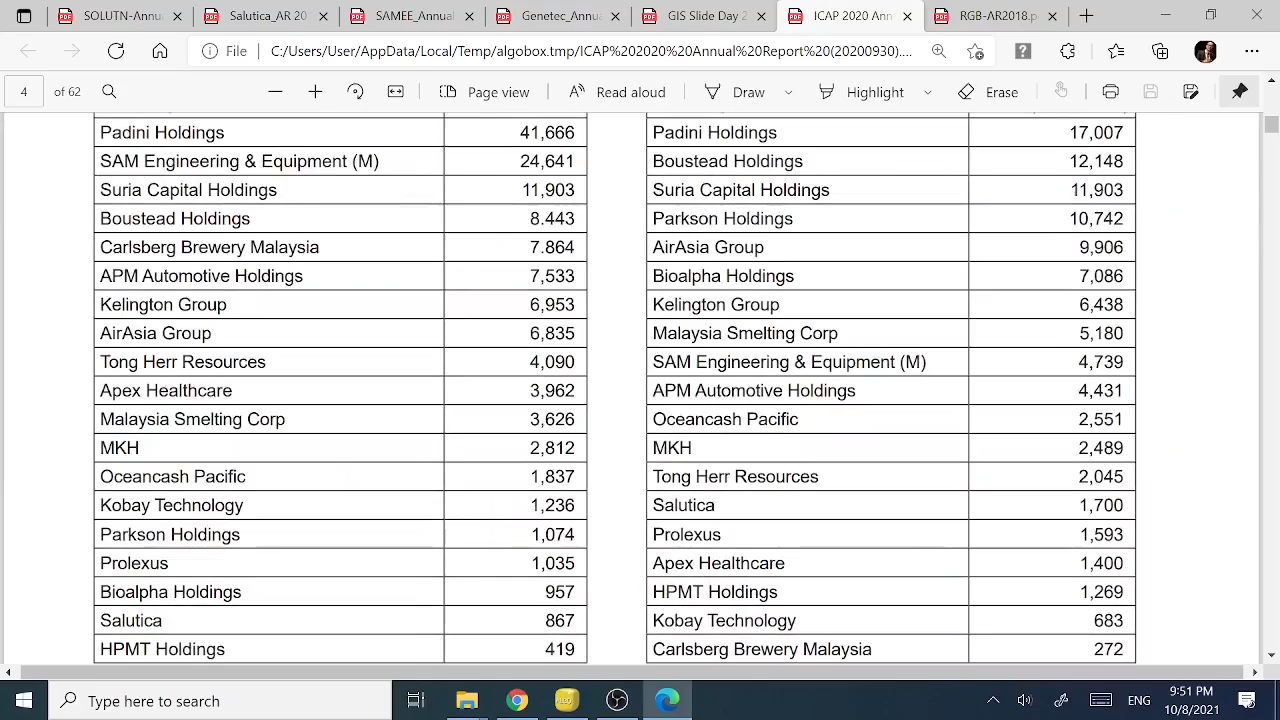 SOLUTN-Annu
Salutica_AR 201
SAMEE_Annual
Genetec_Annua
GIS Slide Day 2
ICAP 2020 Ann
RGB-AR2018.p
File
C:/Users/User/AppData/Local/Temp/algobox.tmp/ICAP%202020%20Annual%20Report%20(20200930)....
4 of 62
Page view
Read aloud
Draw
Highlight
Erase
Padini Holdings 41,666
SAM Engineering & Equipment (M) 24,641
Suria Capital Holdings 11,903
Boustead Holdings 8.443
Carlsberg Brewery Malaysia 7.864
APM Automotive Holdings 7,533
Kelington Group 6,953
AirAsia Group 6,835
Tong Herr Resources 4,090
Apex Healthcare 3,962
Malaysia Smelting Corp 3,626
MKH 2,812
Oceancash Pacific 1,837
Kobay Technology 1,236
Parkson Holdings 1,074
Prolexus 1,035
Bioalpha Holdings 957
Salutica 867
HPMT Holdings 419
Padini Holdings 17,007
Boustead Holdings 12,148
Suria Capital Holdings 11,903
Parkson Holdings 10,742
AirAsia Group 9,906
Bioalpha Holdings 7,086
Kelington Group 6,438
Malaysia Smelting Corp 5,180
SAM Engineering & Equipment (M) 4,739
APM Automotive Holdings 4,431
Oceancash Pacific 2,551
MKH 2,489
Tong Herr Resources 2,045
Salutica 1,700
Prolexus 1,593
Apex Healthcare 1,400
HPMT Holdings 1,269
Kobay Technology 683
Carlsberg Brewery Malaysia 272
Type here to search
ENG
9:51 PM
10/8/2021